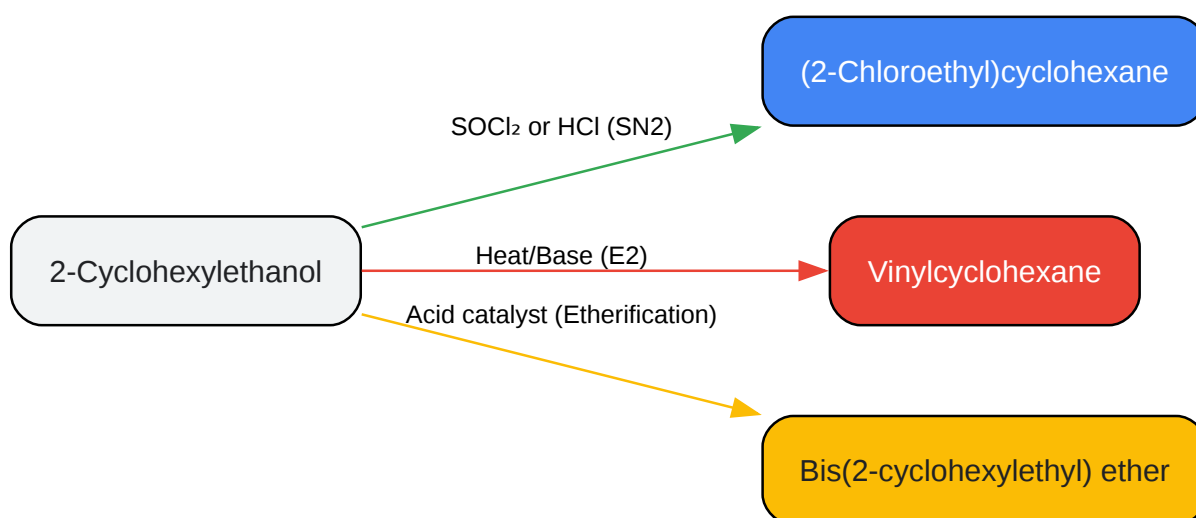 (2-Chloroethyl)cyclohexane
SOCl₂ or HCl (SN2)
2-Cyclohexylethanol
Heat/Base (E2)
Vinylcyclohexane
Acid catalyst (Etherification)
Bis(2-cyclohexylethyl) ether